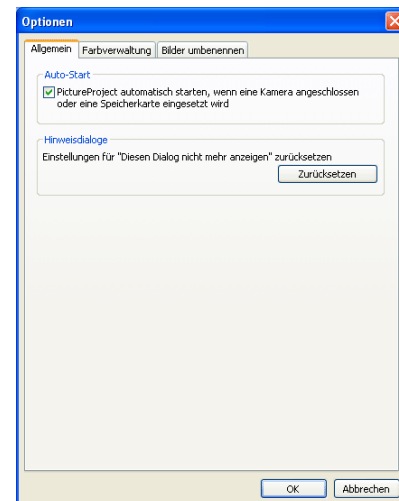 Optionen
Allgemein Farbverwaltung Bilder umbenennen
Auto-Start
PictureProject automatisch starten, wenn eine Kamera angeschlossen
oder eine Speicherkarte eingesetzt wird
Hinweisdialoge
Einstellungen für "Diesen Dialog nicht mehr anzeigen" zurücksetzen
Zurücksetzen
OK Abbrechen